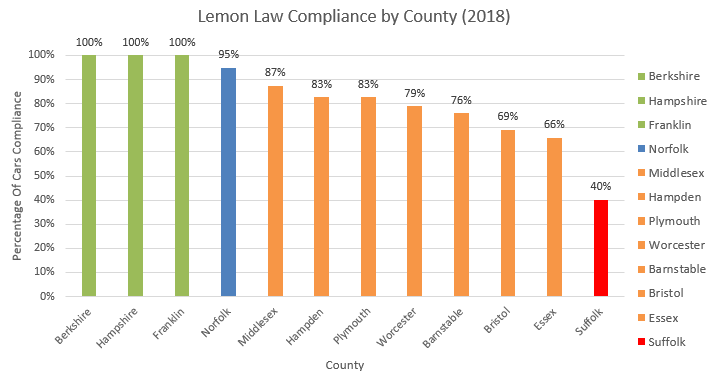 Lemon Law Compliance by County (2018)
Percentage Of Cars Compliance
100%
90%
80%
70%
60%
50%
40%
30%
20%
10%
0%
100%
100%
100%
95%
87%
83%
83%
79%
76%
69%
66%
40%
Berkshire
Hampshire
Franklin
Norfolk
Middlesex
Hampden
Plymouth
Worcester
Barnstable
Bristol
Essex
Suffolk
County
Berkshire
Hampshire
Franklin
Norfolk
Middlesex
Hampden
Plymouth
Worcester
Barnstable
Bristol
Essex
Suffolk